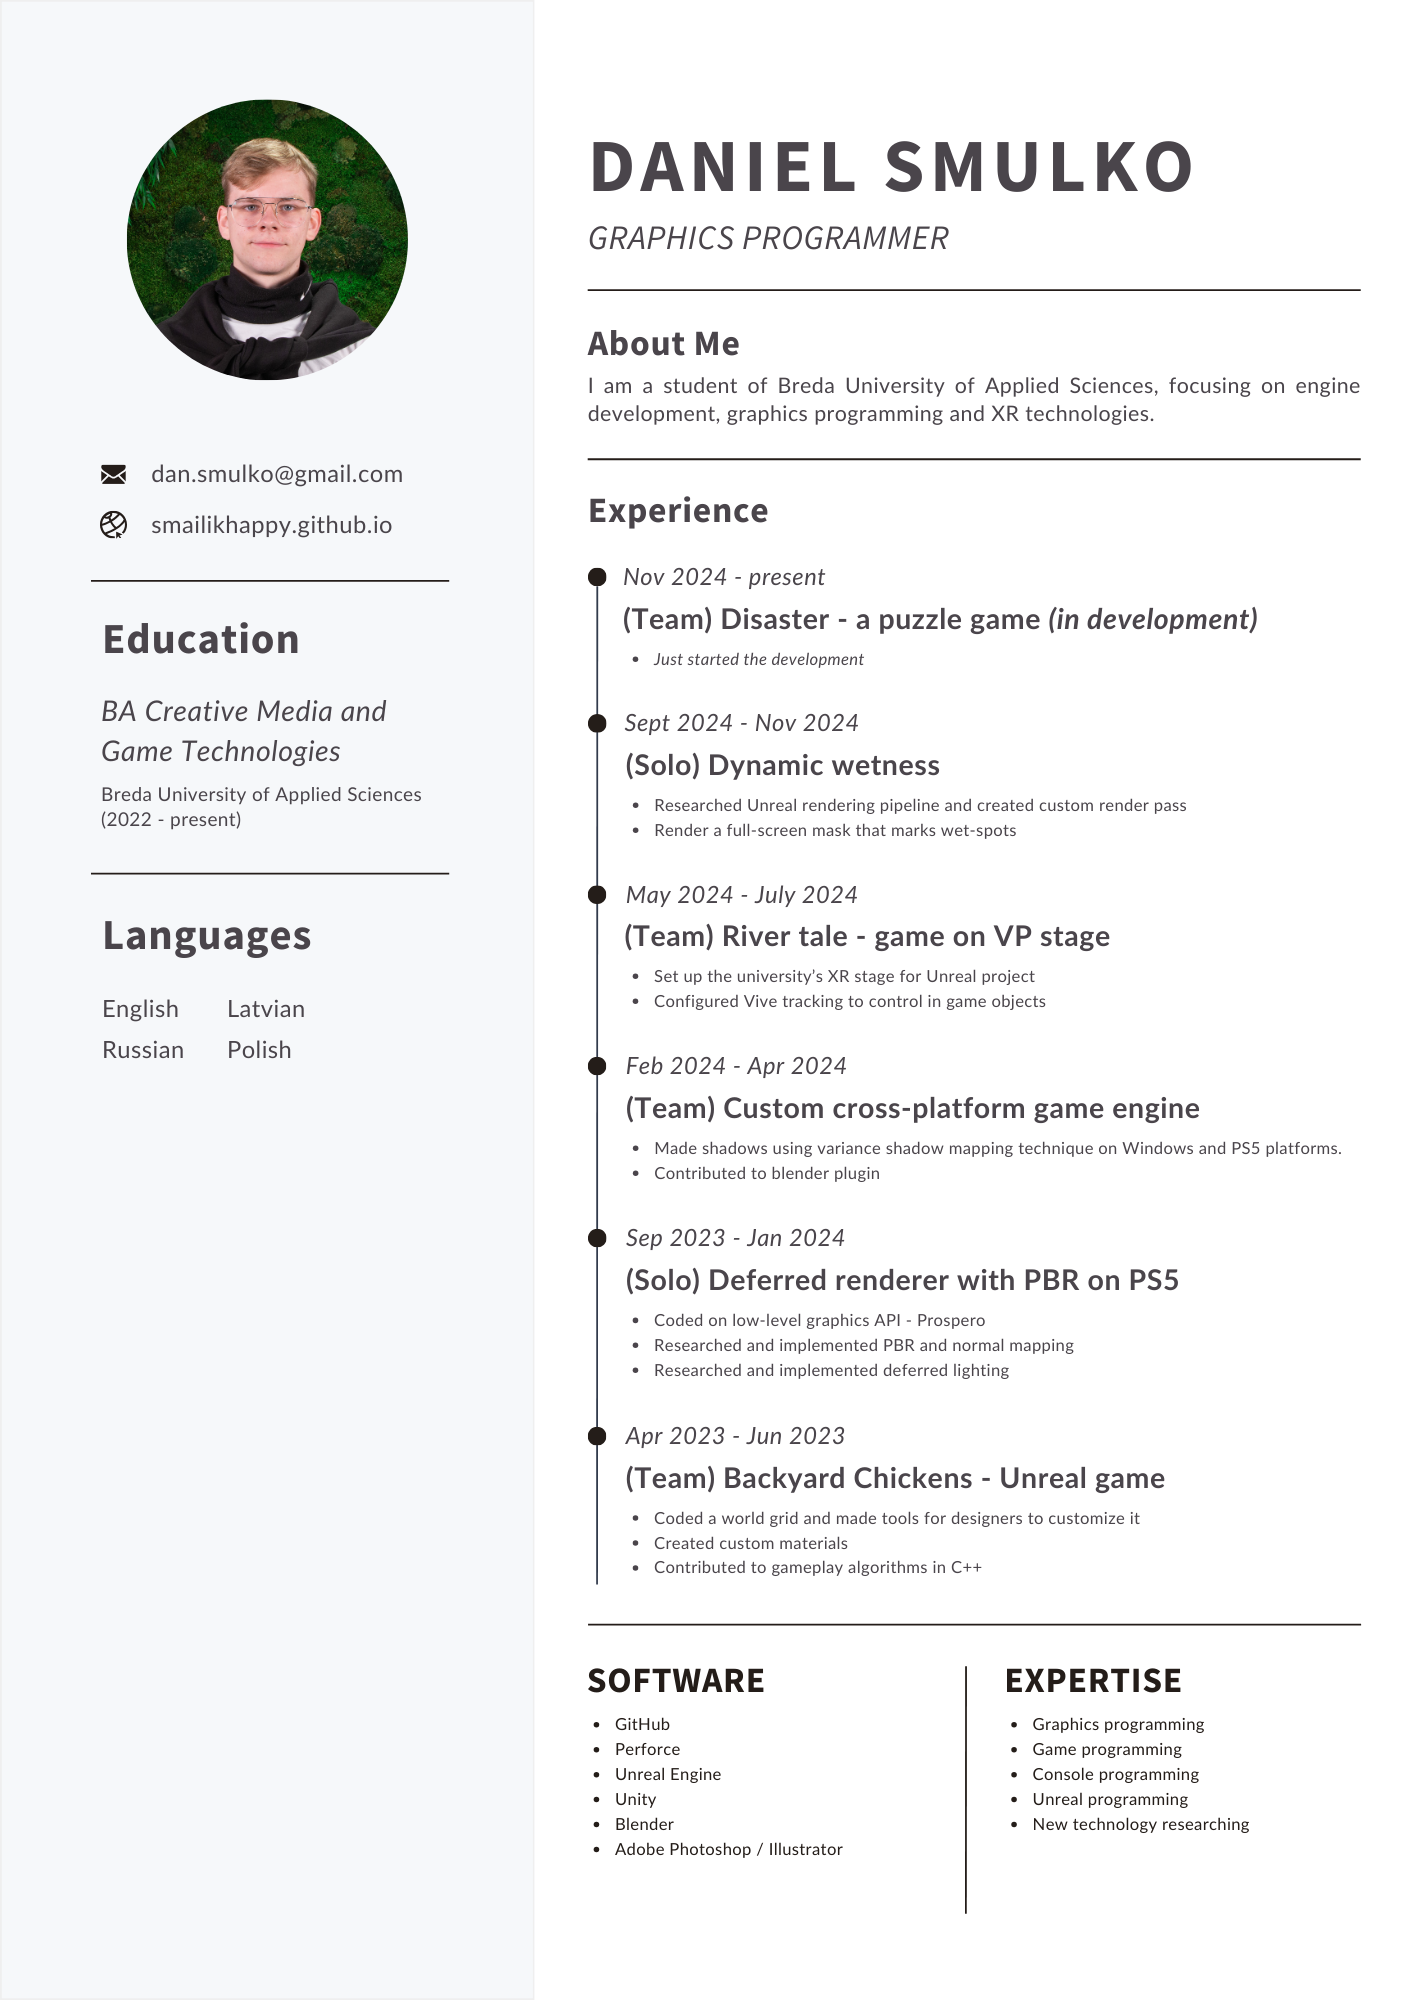 DANIEL SMULKO
GRAPHICS PROGRAMMER
About Me
I am a student of Breda University of Applied Sciences, focusing on engine
development, graphics programming and XR technologies.
dan.smulko@gmail.com
smailikhappy.github.io
Education
BA Creative Media and
Game Technologies
Breda University of Applied Sciences
(2022 - present)
Languages
English Latvian
Russian Polish
Experience
Nov 2024 - present
(Team) Disaster - a puzzle game (in development)
• Just started the development
Sept 2024 - Nov 2024
(Solo) Dynamic wetness
• Researched Unreal rendering pipeline and created custom render pass
• Render a full-screen mask that marks wet-spots
May 2024 - July 2024
(Team) River tale - game on VP stage
• Set up the university’s XR stage for Unreal project
• Configured Vive tracking to control in game objects
Feb 2024 - Apr 2024
(Team) Custom cross-platform game engine
• Made shadows using variance shadow mapping technique on Windows and PS5 platforms.
• Contributed to blender plugin
Sep 2023 - Jan 2024
(Solo) Deferred renderer with PBR on PS5
• Coded on low-level graphics API - Prospero
• Researched and implemented PBR and normal mapping
• Researched and implemented deferred lighting
Apr 2023 - Jun 2023
(Team) Backyard Chickens - Unreal game
• Coded a world grid and made tools for designers to customize it
• Created custom materials
• Contributed to gameplay algorithms in C++
SOFTWARE
• GitHub
• Perforce
• Unreal Engine
• Unity
• Blender
• Adobe Photoshop / Illustrator
EXPERTISE
• Graphics programming
• Game programming
• Console programming
• Unreal programming
• New technology researching